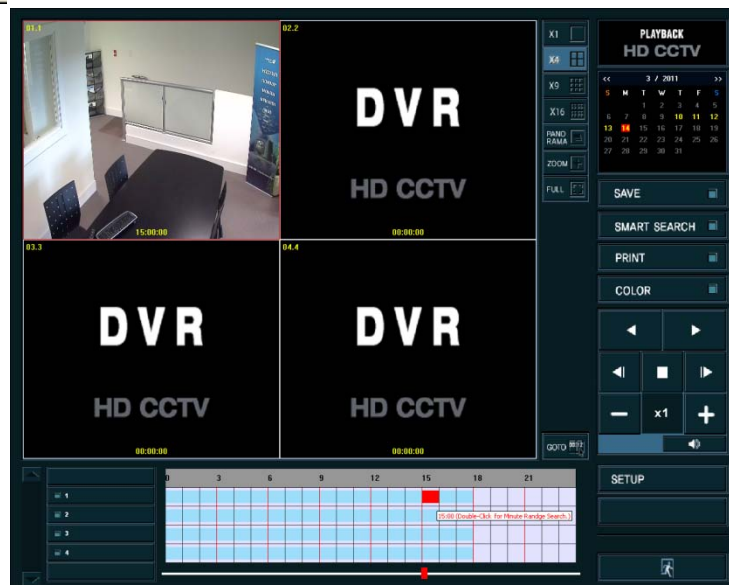 01.1
15:00:00
02.2
DVR
HD CCTV
00:00:00
03.3
DVR
HD CCTV
00:00:00
04.4
DVR
HD CCTV
00:00:00
X1
X4
X9
X16
PANO
RAMA
ZOOM
FULL
GOTO
PLAYBACK
HD CCTV
<< 3 / 2011 >>
S M T W T F S
1 2 3 4 5
6 7 8 9 10 11 12
13 14 15 16 17 18 19
20 21 22 23 24 25 26
27 28 29 30 31
SAVE
SMART SEARCH
PRINT
COLOR
x1
SETUP
0 3 6 9 12 15 18 21
1
2
3
4
15:00 (Double-Click for Minute Randge Search.)